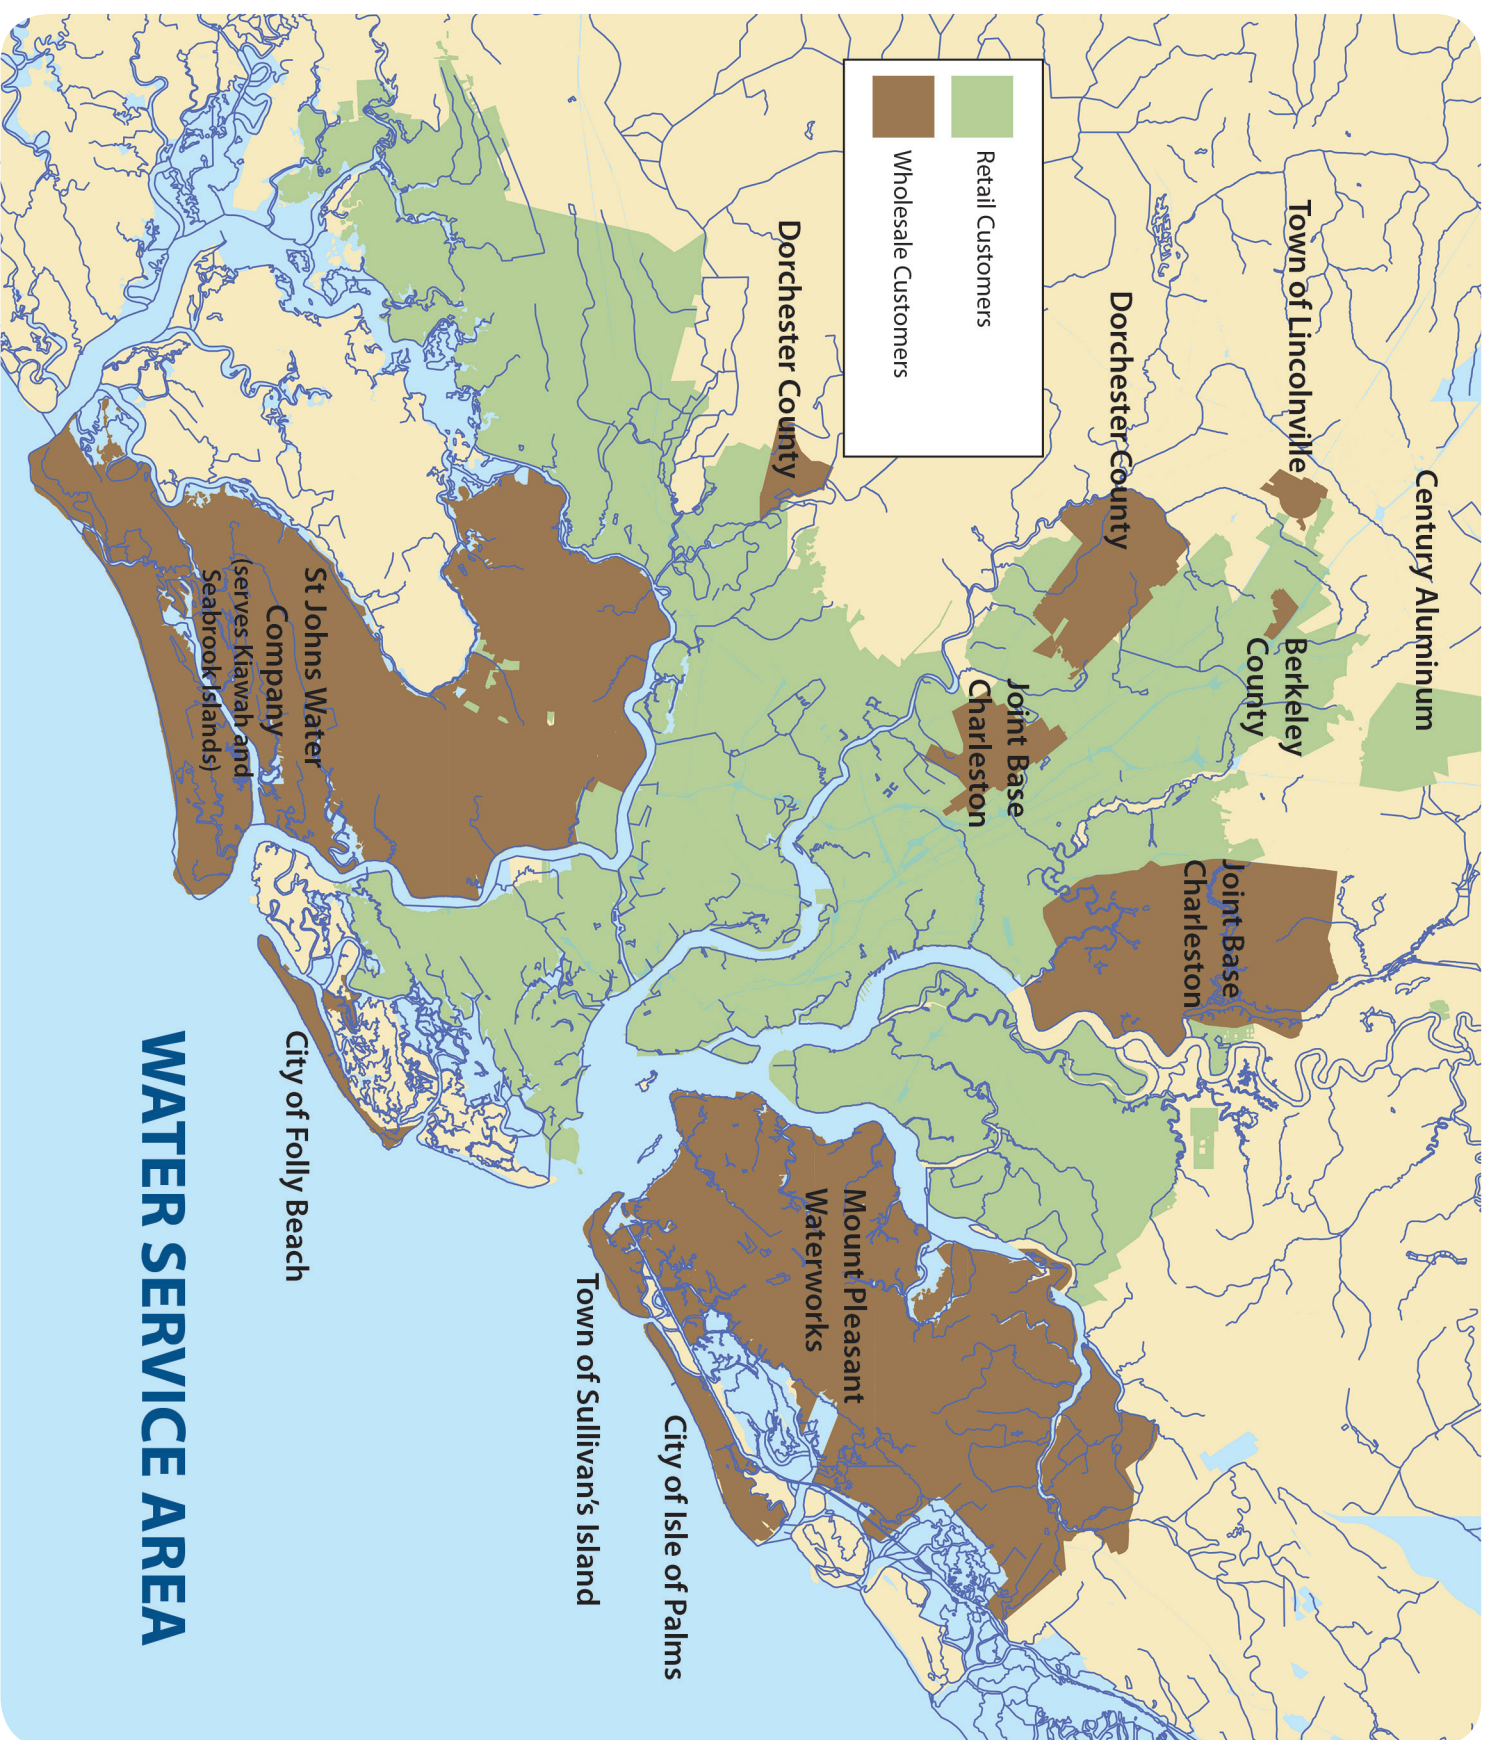 Century Aluminum
Town of Lincolnville
Berkeley
County
Dorchester County
Joint Base
Charleston
Joint Base
Charleston
Retail Customers
Wholesale Customers
Dorchester County
Mount Pleasant
Waterworks
City of Isle of Palms
Town of Sullivan's Island
St Johns Water
Company
(serves Kiawah and
Seabrook Islands)
City of Folly Beach
WATER SERVICE AREA